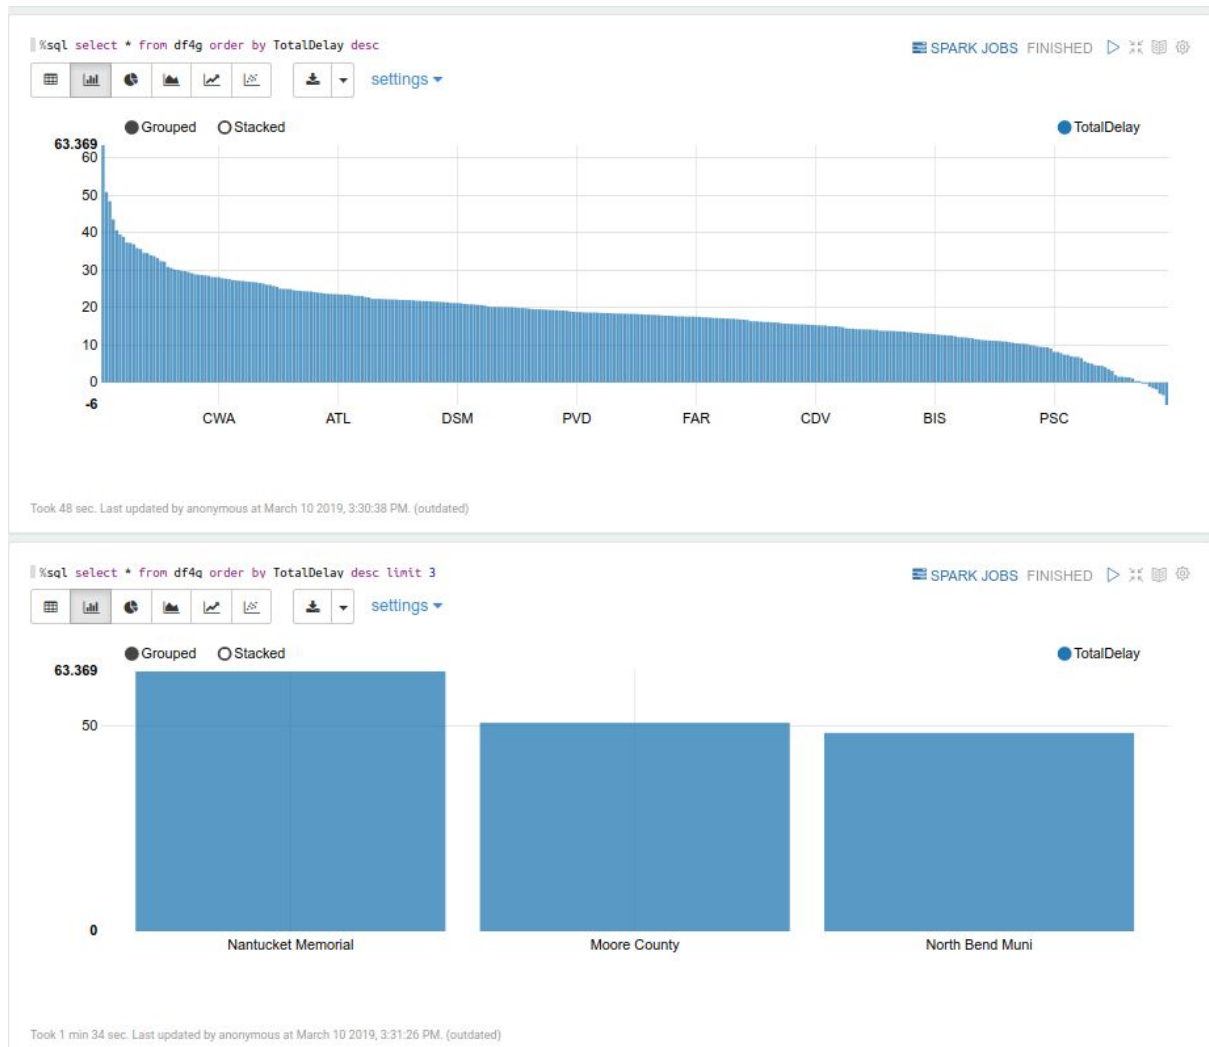 %sql select * from df4g order by TotalDelay desc
SPARK JOBS FINISHED
settings
Grouped Stacked TotalDelay
63.369
60
50
40
30
20
10
0
-6
CWA ATL DSM PVD FAR CDV BIS PSC
Took 48 sec. Last updated by anonymous at March 10 2019, 3:30:38 PM. (outdated)
%sql select * from df4g order by TotalDelay desc limit 3
SPARK JOBS FINISHED
settings
Grouped Stacked TotalDelay
63.369
50
0
Nantucket Memorial Moore County North Bend Muni
Took 1 min 34 sec. Last updated by anonymous at March 10 2019, 3:31:26 PM. (outdated)